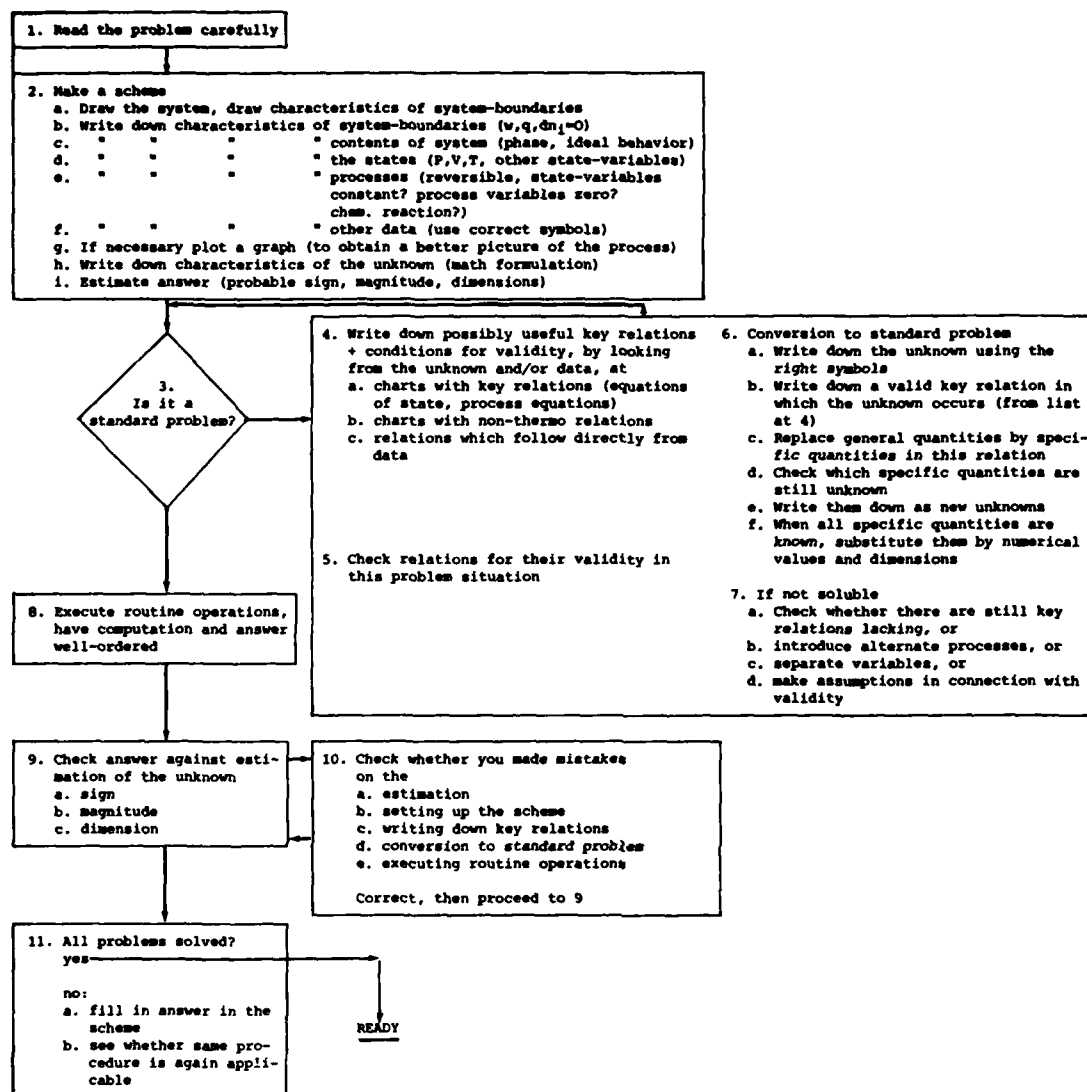 1. Read the problem carefully
2. Make a scheme
a. Draw the system, draw characteristics of system-boundaries
b. Write down characteristics of system-boundaries (w,q,dni=O)
c. " " " " contents of system (phase, ideal behavior)
d. " " " " the states (P,V,T, other state-variables)
e. " " " " processes (reversible, state-variables
constant? process variables zero?
chem. reaction?)
f. " " " " other data (use correct symbols)
g. If necessary plot a graph (to obtain a better picture of the process)
h. Write down characteristics of the unknown (math formulation)
i. Estimate answer (probable sign, magnitude, dimensions)
3.
Is it a
standard problem?
4. Write down possibly useful key relations
+ conditions for validity, by looking
from the unknown and/or data, at
a. charts with key relations (equations
of state, process equations)
b. charts with non-thermo relations
c. relations which follow directly from
data
5. Check relations for their validity in
this problem situation
6. Conversion to standard problem
a. Write down the unknown using the
right symbols
b. Write down a valid key relation in
which the unknown occurs (from list
at 4)
c. Replace general quantities by speci-
fic quantities in this relation
d. Check which specific quantities are
still unknown
e. Write them down as new unknowns
f. When all specific quantities are
known, substitute them by numerical
values and dimensions
7. If not soluble
a. Check whether there are still key
relations lacking, or
b. introduce alternate processes, or
c. separate variables, or
d. make assumptions in connection with
validity
8. Execute routine operations,
have computation and answer
well-ordered
9. Check answer against esti-
mation of the unknown
a. sign
b. magnitude
c. dimension
10. Check whether you made mistakes
on the
a. estimation
b. setting up the scheme
c. writing down key relations
d. conversion to standard problem
e. executing routine operations
Correct, then proceed to 9
11. All problems solved?
yes
no:
a. fill in answer in the
scheme
b. see whether same pro-
cedure is again appli-
cable
READY